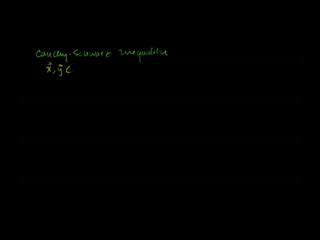 Cauchy-Schwarz Inequality
x⃗, y⃗ ∈